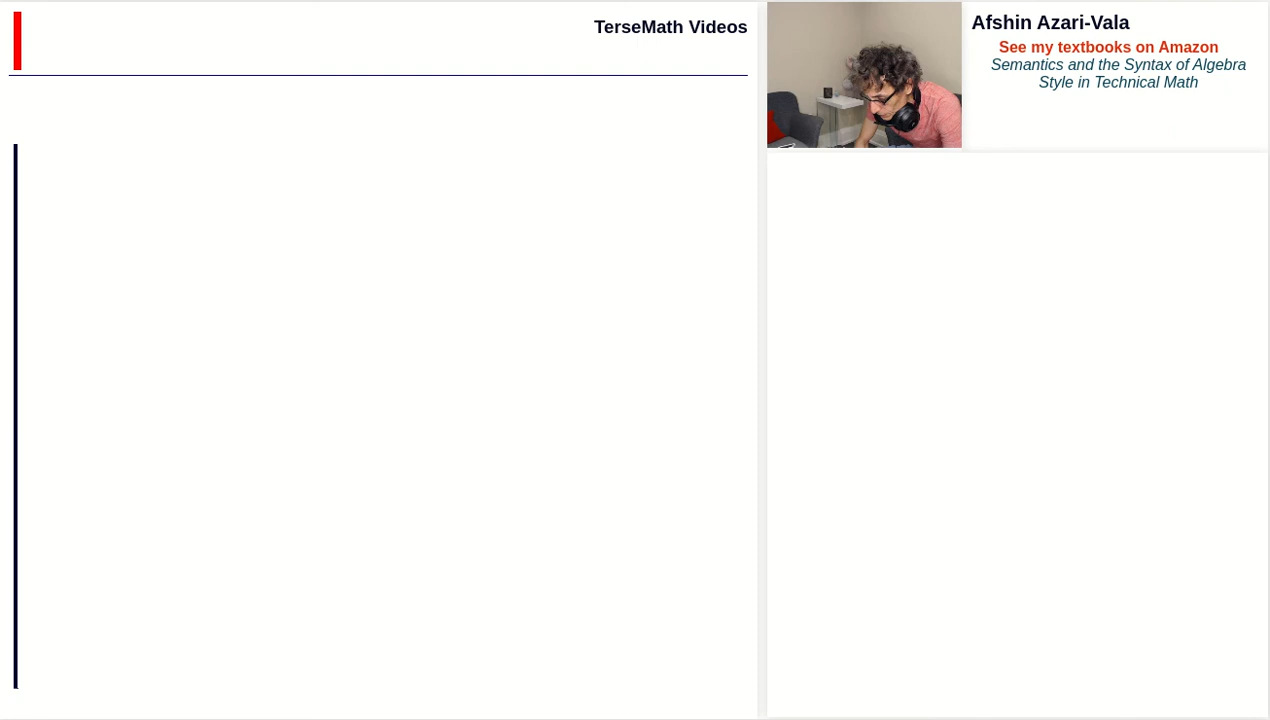 TerseMath Videos
Afshin Azari-Vala
See my textbooks on Amazon
Semantics and the Syntax of Algebra
Style in Technical Math